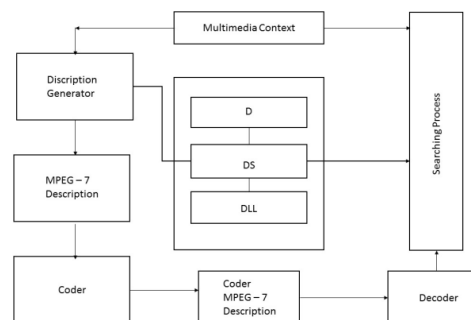 Multimedia Context
Discription
Generator
D
DS
DLL
Searching Process
MPEG – 7
Description
Coder
Coder
MPEG – 7
Description
Decoder